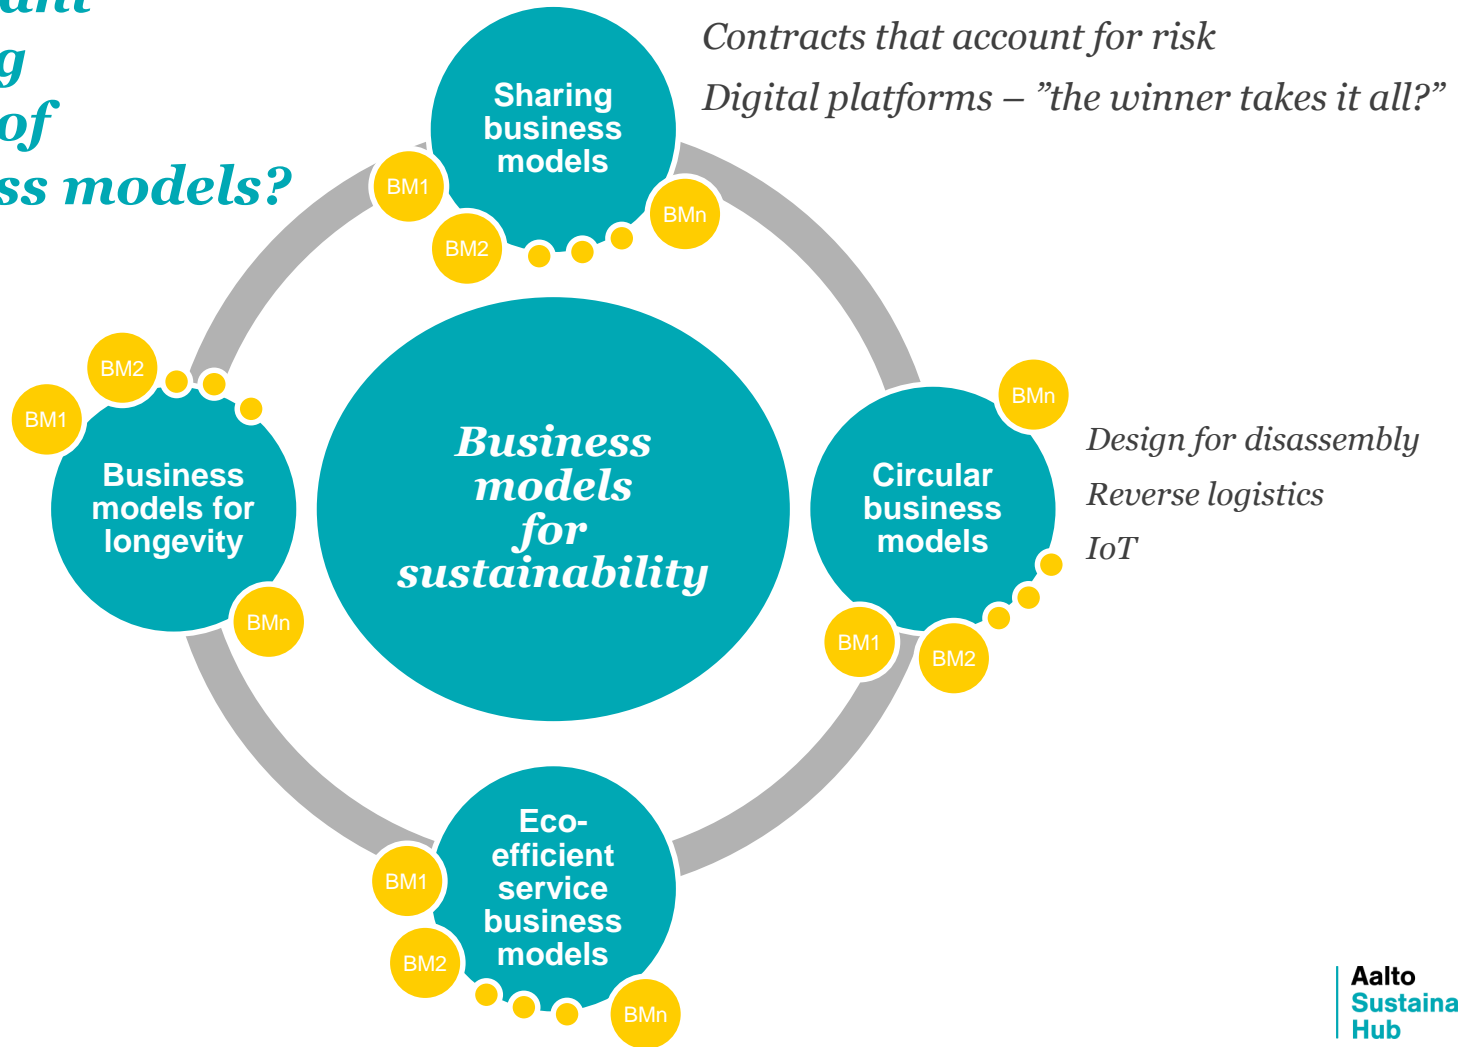 g
of
ss models?
Contracts that account for risk
Digital platforms – ”the winner takes it all?”
Sharing
business
models
BM1
BM2
BMn
BM2
BM1
Business
models for
longevity
BMn
Business
models
for
sustainability
BMn
Circular
business
models
BM1
BM2
Design for disassembly
Reverse logistics
IoT
Eco-
efficient
service
business
models
BM1
BM2
BMn
Aalto
Sustaina
Hub